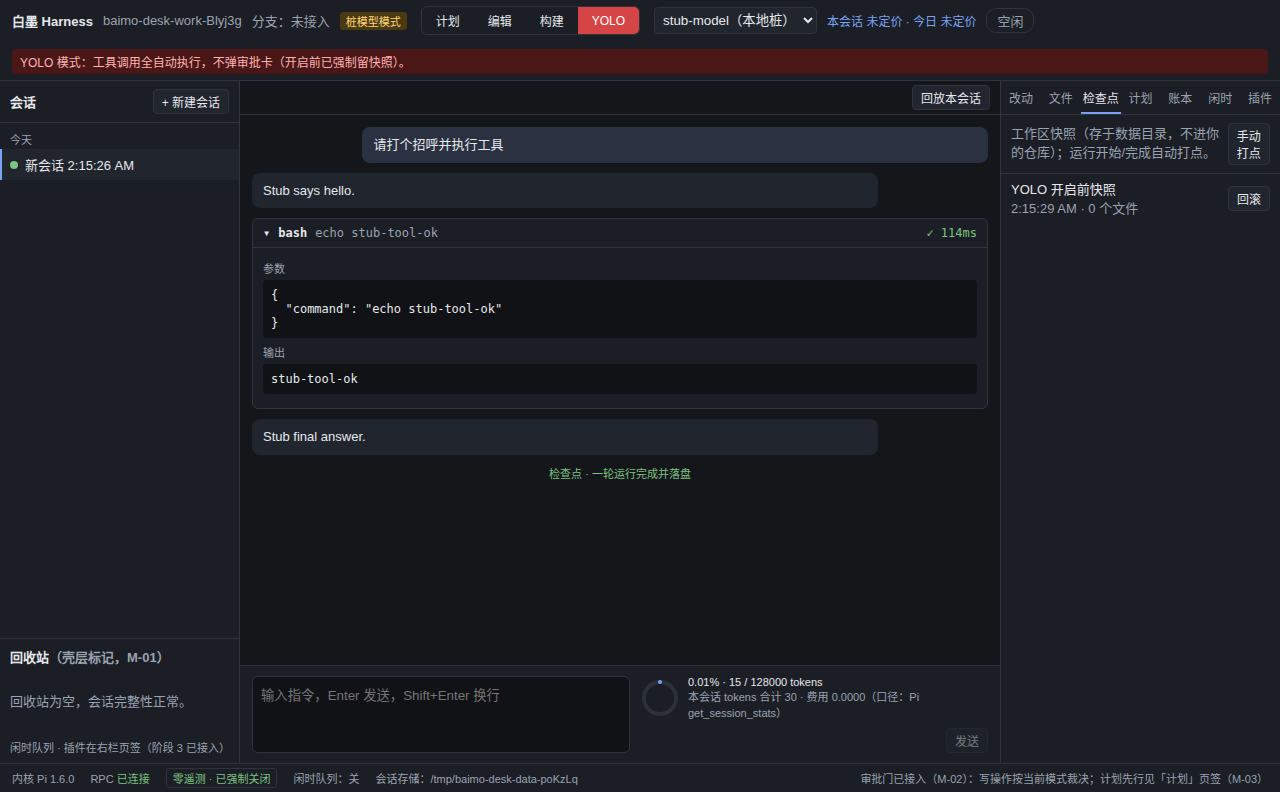 白墨 Harness baimo-desk-work-Blyj3g 分支：未接入 桩模型模式 计划 编辑 构建 YOLO stub-model（本地桩） 本会话 未定价 · 今日 未定价 空闲
YOLO 模式：工具调用全自动执行，不弹审批卡（开启前已强制留快照）。
会话 + 新建会话
今天
新会话 2:15:26 AM
回收站（壳层标记，M-01）
回收站为空，会话完整性正常。
闲时队列 · 插件在右栏页签（阶段 3 已接入）
回放本会话
请打个招呼并执行工具
Stub says hello.
▾ bash echo stub-tool-ok ✓ 114ms
参数
{
"command": "echo stub-tool-ok"
}
输出
stub-tool-ok
Stub final answer.
检查点 · 一轮运行完成并落盘
输入指令，Enter 发送，Shift+Enter 换行
0.01% · 15 / 128000 tokens
本会话 tokens 合计 30 · 费用 0.0000（口径：Pi
get_session_stats）
发送
改动 文件 检查点 计划 账本 闲时 插件
工作区快照（存于数据目录，不进你
的仓库）；运行开始/完成自动打点。
手动
打点
YOLO 开启前快照
2:15:29 AM · 0 个文件
回滚
内核 Pi 1.6.0 RPC 已连接 零遥测 · 已强制关闭 闲时队列：关 会话存储：/tmp/baimo-desk-data-poKzLq 审批门已接入（M-02）：写操作按当前模式裁决；计划先行见「计划」页签（M-03）